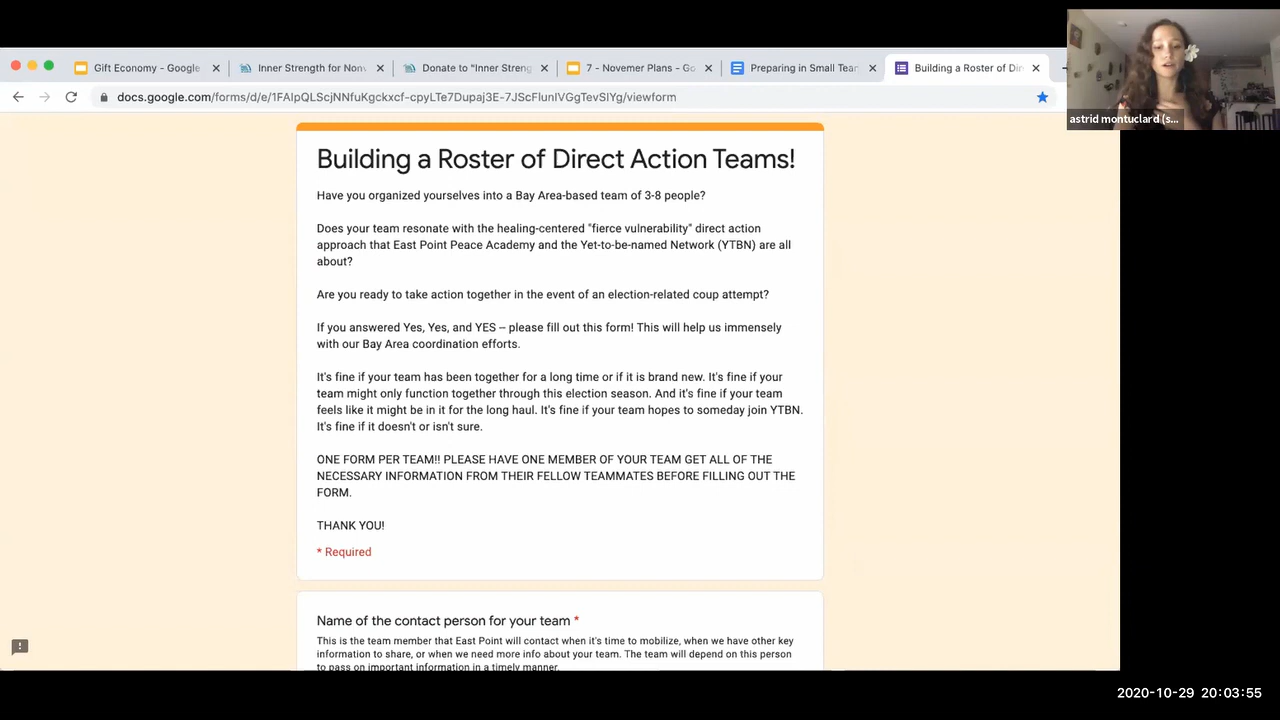 Gift Economy - Google
Inner Strength for Nonv
Donate to "Inner Streng
7 - Novemer Plans - Go
Preparing in Small Tean
Building a Roster of Dir
docs.google.com/forms/d/e/1FAIpQLScjNNfuKgckxcf-cpyLTe7Dupaj3E-7JScFlunIVGgTevSlYg/viewform
astrid montuclard (s...
Building a Roster of Direct Action Teams!
Have you organized yourselves into a Bay Area-based team of 3-8 people?
Does your team resonate with the healing-centered "fierce vulnerability" direct action
approach that East Point Peace Academy and the Yet-to-be-named Network (YTBN) are all
about?
Are you ready to take action together in the event of an election-related coup attempt?
If you answered Yes, Yes, and YES – please fill out this form! This will help us immensely
with our Bay Area coordination efforts.
It's fine if your team has been together for a long time or if it is brand new. It's fine if your
team might only function together through this election season. And it's fine if your team
feels like it might be in it for the long haul. It's fine if your team hopes to someday join YTBN.
It's fine if it doesn't or isn't sure.
ONE FORM PER TEAM!! PLEASE HAVE ONE MEMBER OF YOUR TEAM GET ALL OF THE
NECESSARY INFORMATION FROM THEIR FELLOW TEAMMATES BEFORE FILLING OUT THE
FORM.
THANK YOU!
* Required
Name of the contact person for your team *
This is the team member that East Point will contact when it's time to mobilize, when we have other key
information to share, or when we need more info about your team. The team will depend on this person
to pass on important information in a timely manner.
2020-10-29 20:03:55